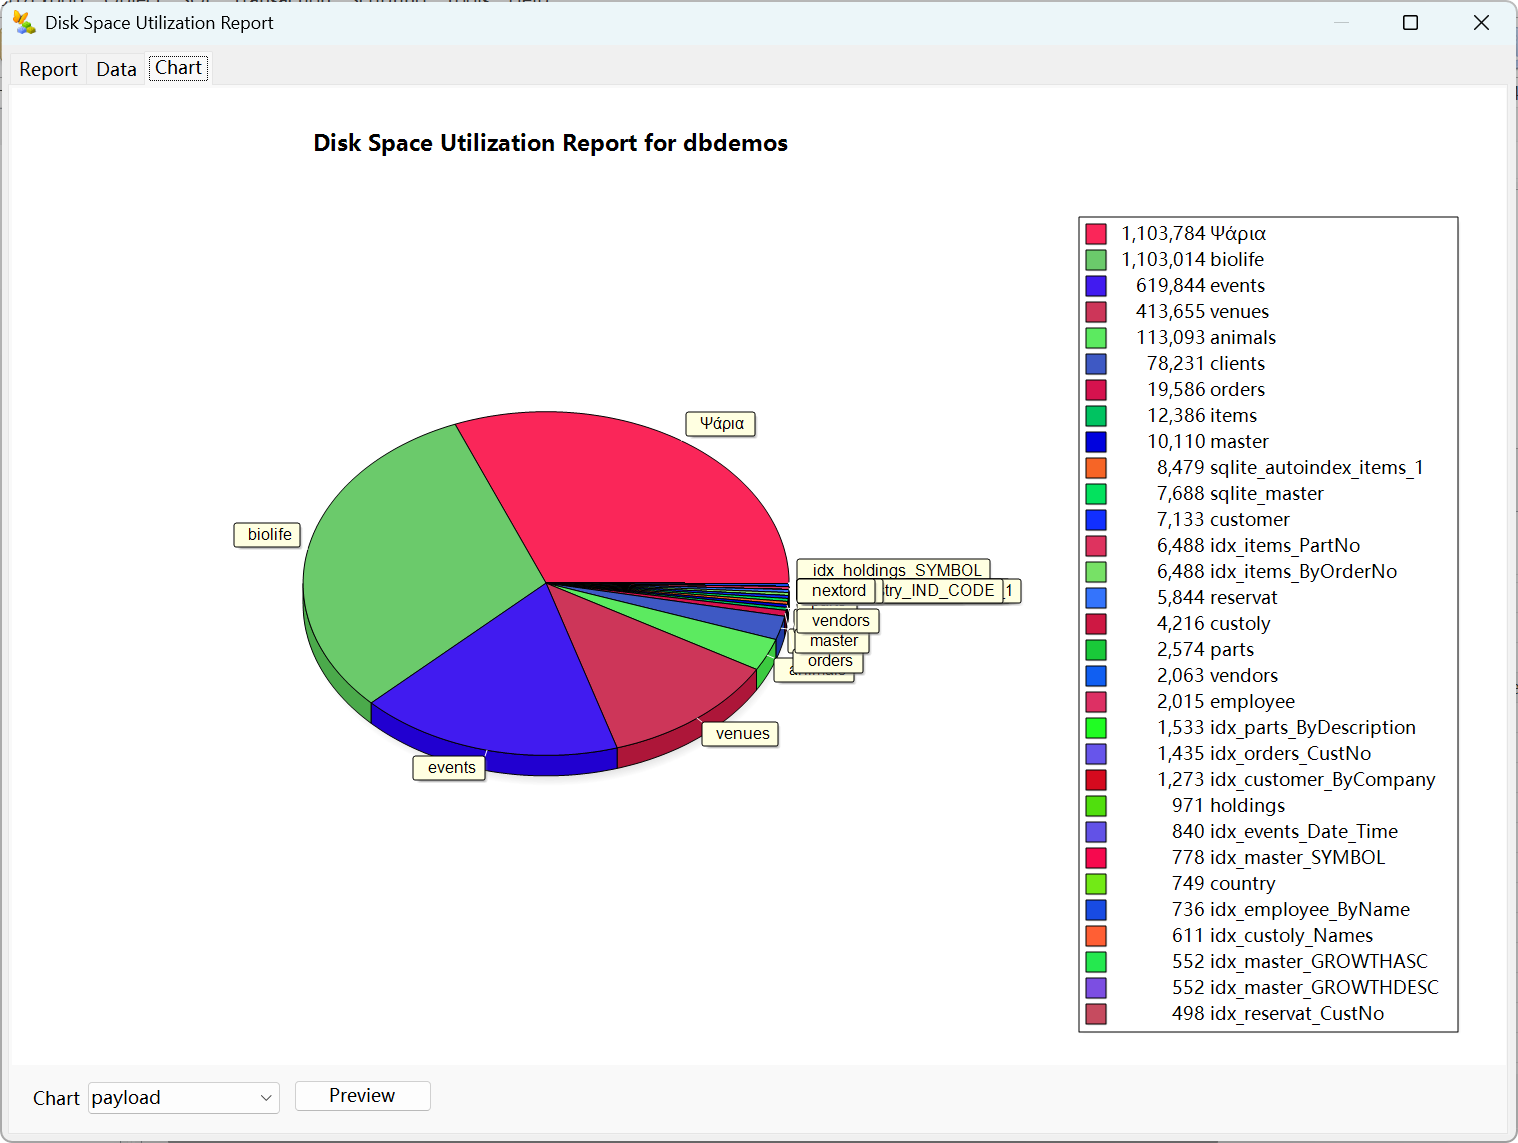 Disk Space Utilization Report
Report
Data
Chart
Disk Space Utilization Report for dbdemos
Ψάρια
biolife
idx_holdings_SYMBOL
nextord
stry_IND_CODE
_1
vendors
master
orders
venues
events
1,103,784 Ψάρια
1,103,014 biolife
619,844 events
413,655 venues
113,093 animals
78,231 clients
19,586 orders
12,386 items
10,110 master
8,479 sqlite_autoindex_items_1
7,688 sqlite_master
7,133 customer
6,488 idx_items_PartNo
6,488 idx_items_ByOrderNo
5,844 reservat
4,216 custoly
2,574 parts
2,063 vendors
2,015 employee
1,533 idx_parts_ByDescription
1,435 idx_orders_CustNo
1,273 idx_customer_ByCompany
971 holdings
840 idx_events_Date_Time
778 idx_master_SYMBOL
749 country
736 idx_employee_ByName
611 idx_custoly_Names
552 idx_master_GROWTHASC
552 idx_master_GROWTHDESC
498 idx_reservat_CustNo
Chart
payload
Preview